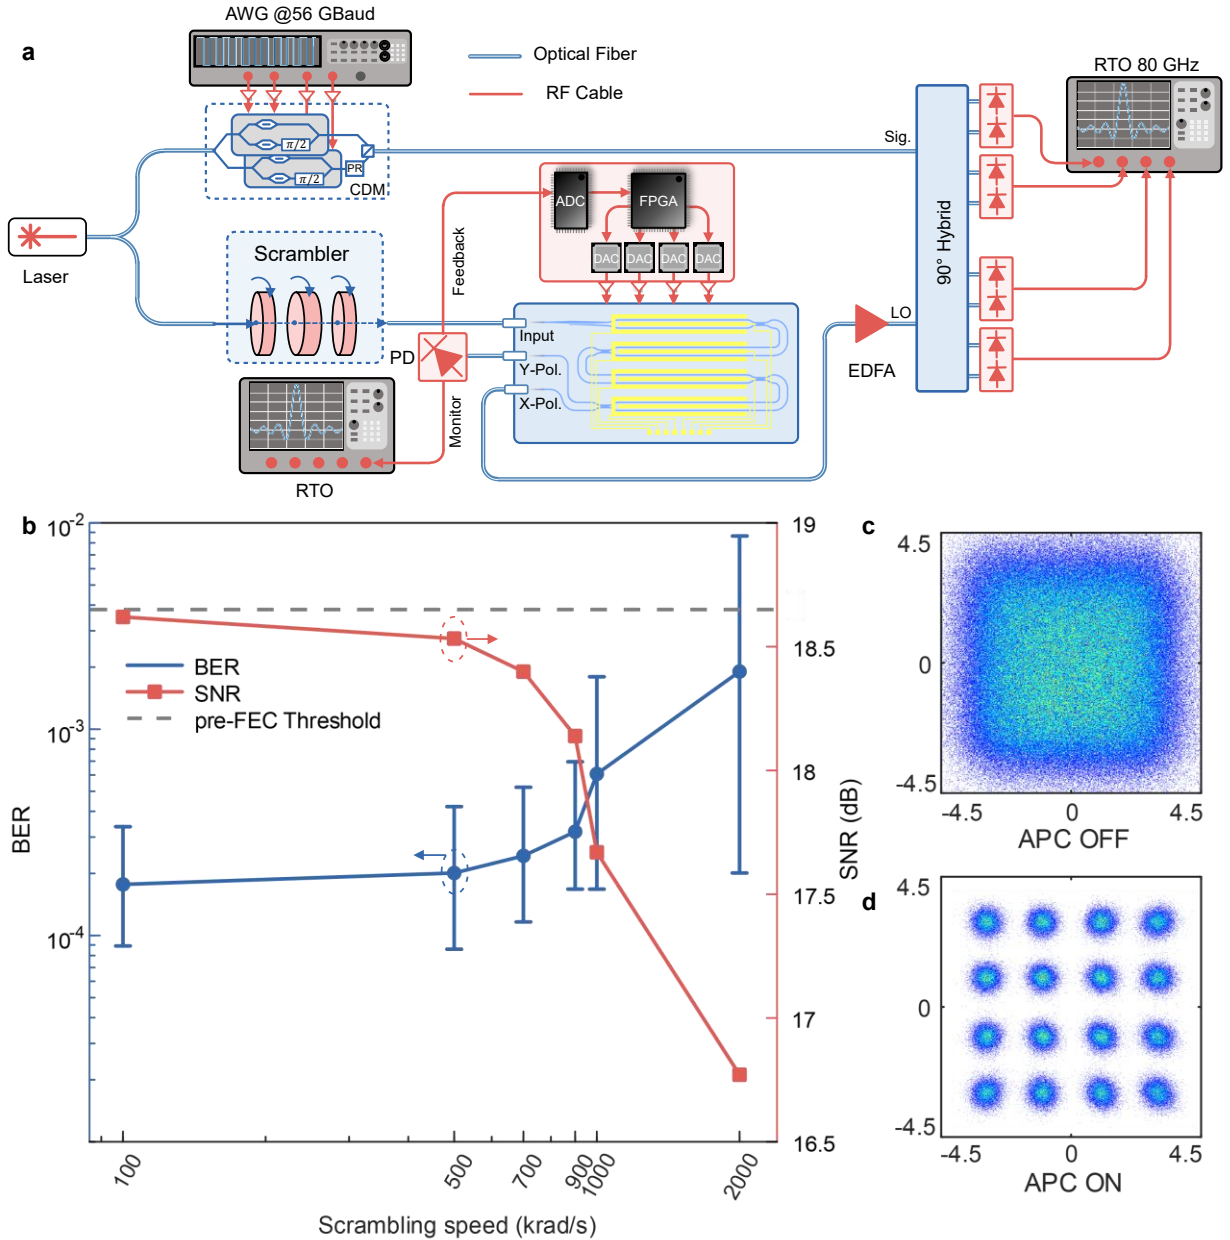 a
AWG @56 GBaud
Optical Fiber
RF Cable
RTO 80 GHz
π/2
π/2
PR
CDM
Sig.
Laser
Scrambler
Feedback
ADC
FPGA
DAC
DAC
DAC
DAC
90° Hybrid
LO
EDFA
PD
Input
Y-Pol.
X-Pol.
Monitor
RTO
b
10-2
10-3
10-4
BER
BER
SNR
pre-FEC Threshold
19
18.5
18
17.5
17
16.5
SNR (dB)
100
500
700
900
1000
2000
Scrambling speed (krad/s)
c
4.5
0
-4.5
-4.5
0
4.5
APC OFF
d
4.5
0
-4.5
-4.5
0
4.5
APC ON